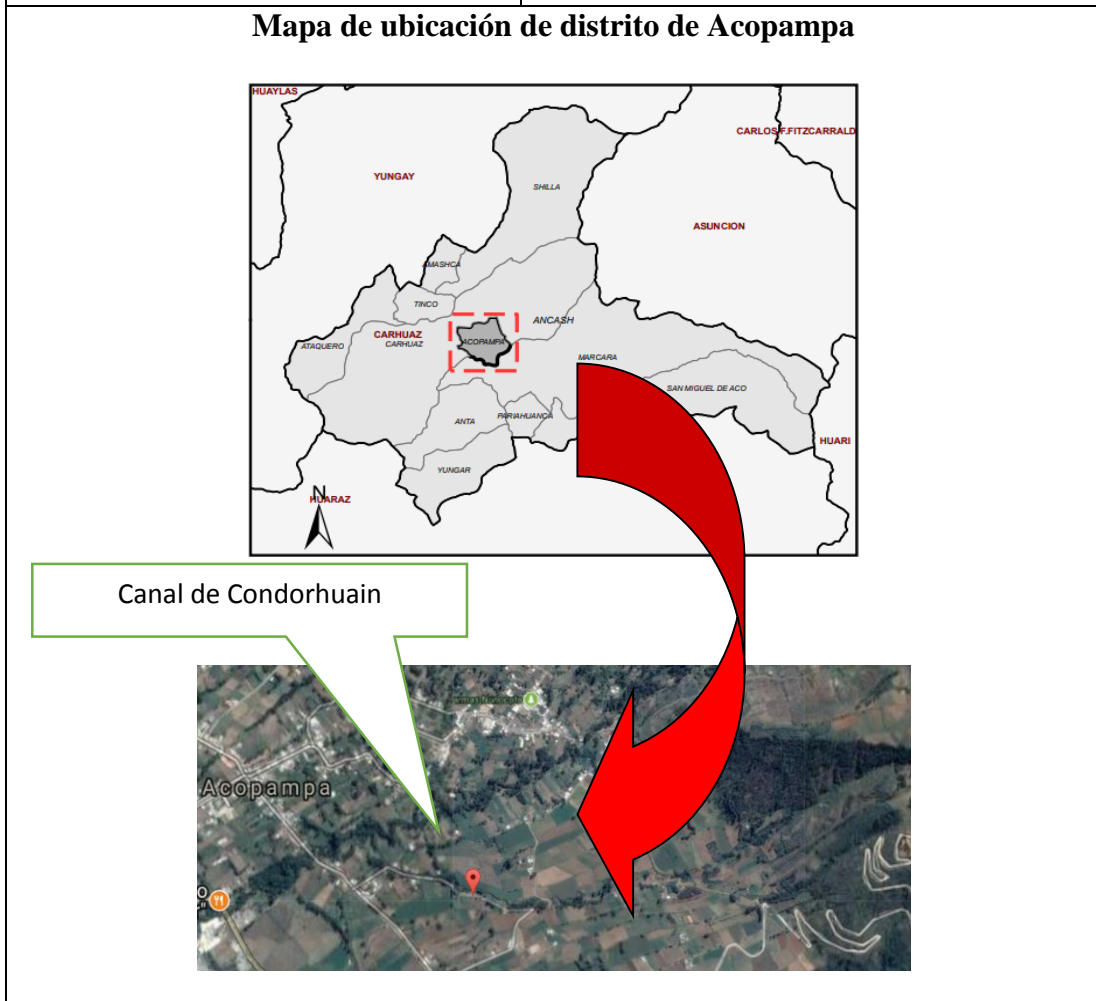 Mapa de ubicación de distrito de Acopampa
HUAYLAS
CARLOS F.FITZCARRALD
YUNGAY
SHILLA
ASUNCION
AMASHCA
TINCO
ANCASH
CARHUAZ
CARHUAZ
ATAQUERO
ACOPAMPA
MARCARA
SAN MIGUEL DE ACO
ANTA
PARIAHUANCA
HUARI
YUNGAR
N
HUARAZ
Canal de Condorhuain
Acopampa
O